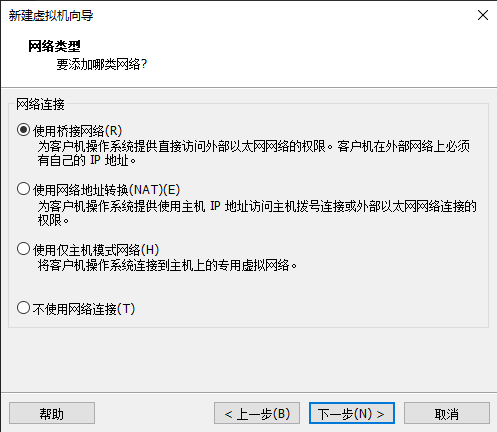 新建虚拟机向导
网络类型
要添加哪类网络?
网络连接
使用桥接网络(R)
为客户机操作系统提供直接访问外部以太网网络的权限。客户机在外部网络上必须
有自己的 IP 地址。
使用网络地址转换(NAT)(E)
为客户机操作系统提供使用主机 IP 地址访问主机拨号连接或外部以太网网络连接的
权限。
使用仅主机模式网络(H)
将客户机操作系统连接到主机上的专用虚拟网络。
不使用网络连接(T)
帮助
< 上一步(B)
下一步(N) >
取消